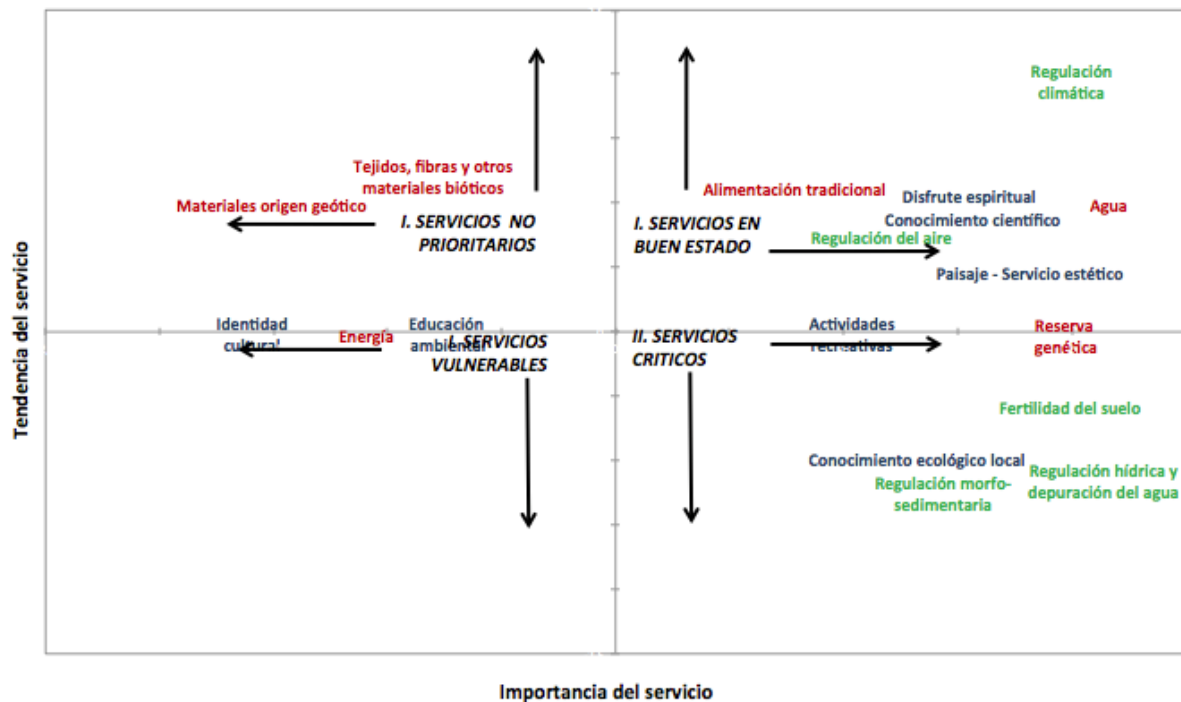 Regulación
climática
Tejidos, fibras y otros
materiales bióticos
Materiales origen geótico
I. SERVICIOS NO
PRIORITARIOS
Alimentación tradicional
Disfrute espiritual
Conocimiento científico
Agua
I. SERVICIOS EN
BUEN ESTADO
Regulación del aire
Paisaje - Servicio estético
Tendencia del servicio
Identidad
cultural
Energía
Educación
ambiental
I. SERVICIOS
VULNERABLES
II. SERVICIOS
CRITICOS
Actividades
recreativas
Reserva
genética
Fertilidad del suelo
Conocimiento ecológico local
Regulación morfo-
sedimentaria
Regulación hídrica y
depuración del agua
Importancia del servicio